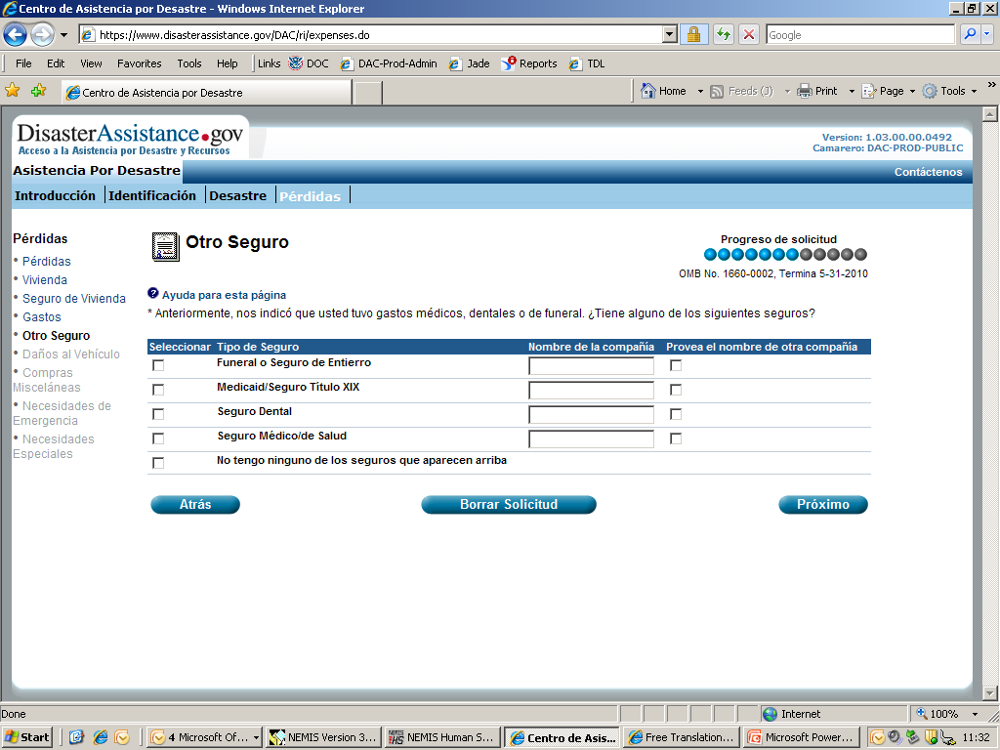 Centro de Asistencia por Desastre - Windows Internet Explorer
https://www.disasterassistance.gov/DAC/ri/expenses.do
Google
File Edit View Favorites Tools Help Links DOC DAC-Prod-Admin Jade Reports TDL
Centro de Asistencia por Desastre
Home Feeds (J) Print Page Tools
DisasterAssistance.gov
Acceso a la Asistencia por Desastre y Recursos
Version: 1.03.00.00.0492
Camarero: DAC-PROD-PUBLIC
Asistencia Por Desastre
Contáctenos
Introducción Identificación Desastre Pérdidas
Pérdidas
• Pérdidas
• Vivienda
• Seguro de Vivienda
• Gastos
• Otro Seguro
• Daños al Vehículo
• Compras
Misceláneas
• Necesidades de
Emergencia
• Necesidades
Especiales
Otro Seguro
Progreso de solicitud
OMB No. 1660-0002, Termina 5-31-2010
? Ayuda para esta página
* Anteriormente, nos indicó que usted tuvo gastos médicos, dentales o de funeral. ¿Tiene alguno de los siguientes seguros?
Seleccionar Tipo de Seguro Nombre de la compañía Provea el nombre de otra compañía
Funeral o Seguro de Entierro
Medicaid/Seguro Título XIX
Seguro Dental
Seguro Médico/de Salud
No tengo ninguno de los seguros que aparecen arriba
Atrás Borrar Solicitud Próximo
Done Internet 100%
Start 4 Microsoft Of... NEMIS Version 3... NEMIS Human S... Centro de Asis... Free Translation... Microsoft Power... 11:32